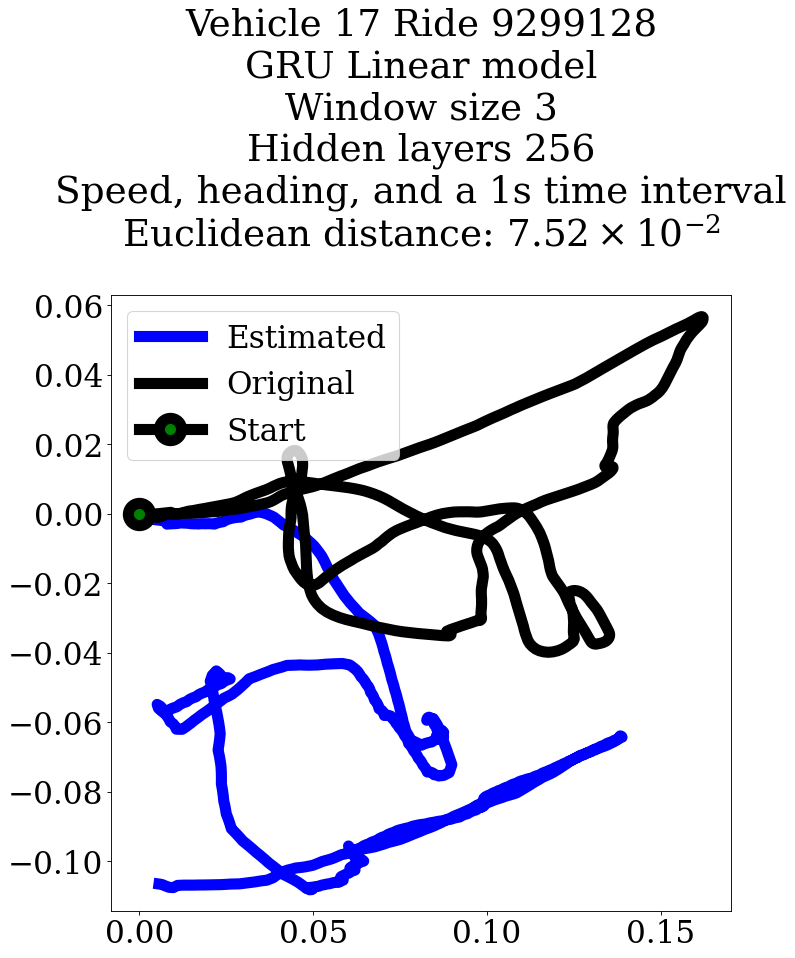 Vehicle 17 Ride 9299128
GRU Linear model
Window size 3
Hidden layers 256
Speed, heading, and a 1s time interval
Euclidean distance: 7.52 × 10⁻²
Estimated
Original
Start
0.06
0.04
0.02
0.00
−0.02
−0.04
−0.06
−0.08
−0.10
0.00 0.05 0.10 0.15